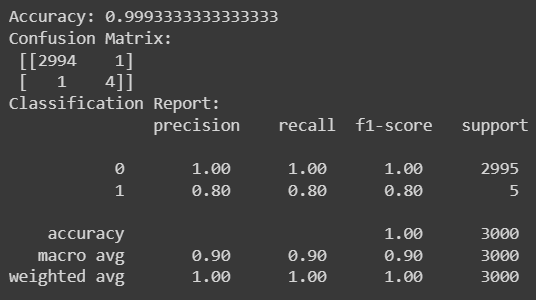 Accuracy: 0.9993333333333333
Confusion Matrix:
 [[2994    1]
 [   1    4]]
Classification Report:
              precision    recall  f1-score   support

           0       1.00      1.00      1.00      2995
           1       0.80      0.80      0.80         5

    accuracy                           1.00      3000
   macro avg       0.90      0.90      0.90      3000
weighted avg       1.00      1.00      1.00      3000